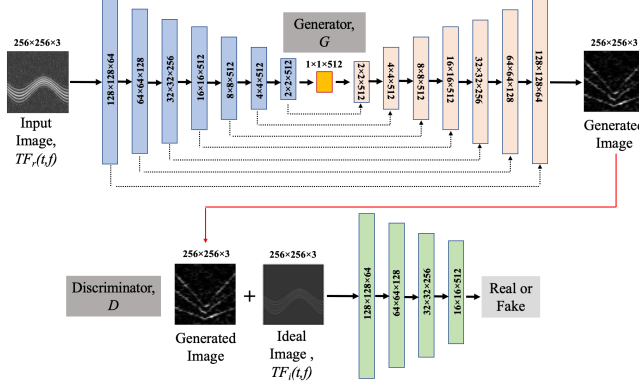 256×256×3
Input
Image,
TFr(t,f)
128×128×64
64×64×128
32×32×256
16×16×512
8×8×512
4×4×512
2×2×512
Generator,
G
1×1×512
2×2×512
4×4×512
8×8×512
16×16×512
32×32×256
64×64×128
128×128×64
256×256×3
Generated
Image
Discriminator,
D
256×256×3
Generated
Image
+
256×256×3
Ideal
Image ,
TFi(t,f)
128×128×64
64×64×128
32×32×256
16×16×512
Real or
Fake